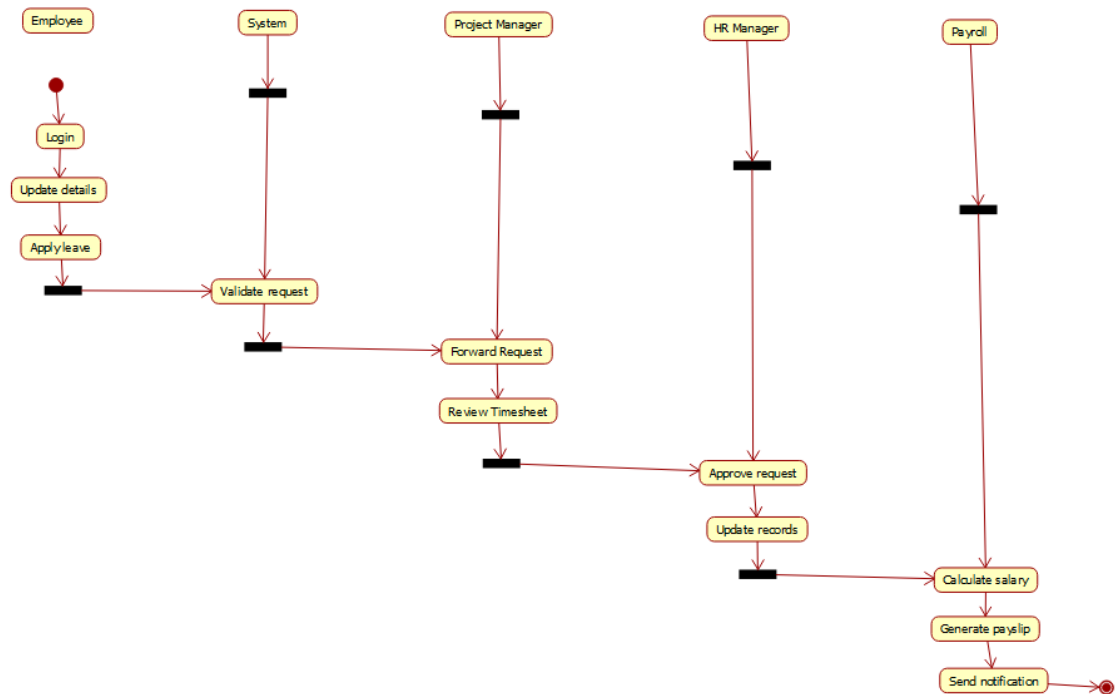 Employee
System
Project Manager
HR Manager
Payroll
Login
Update details
Apply leave
Validate request
Forward Request
Review Timesheet
Approve request
Update records
Calculate salary
Generate payslip
Send notification